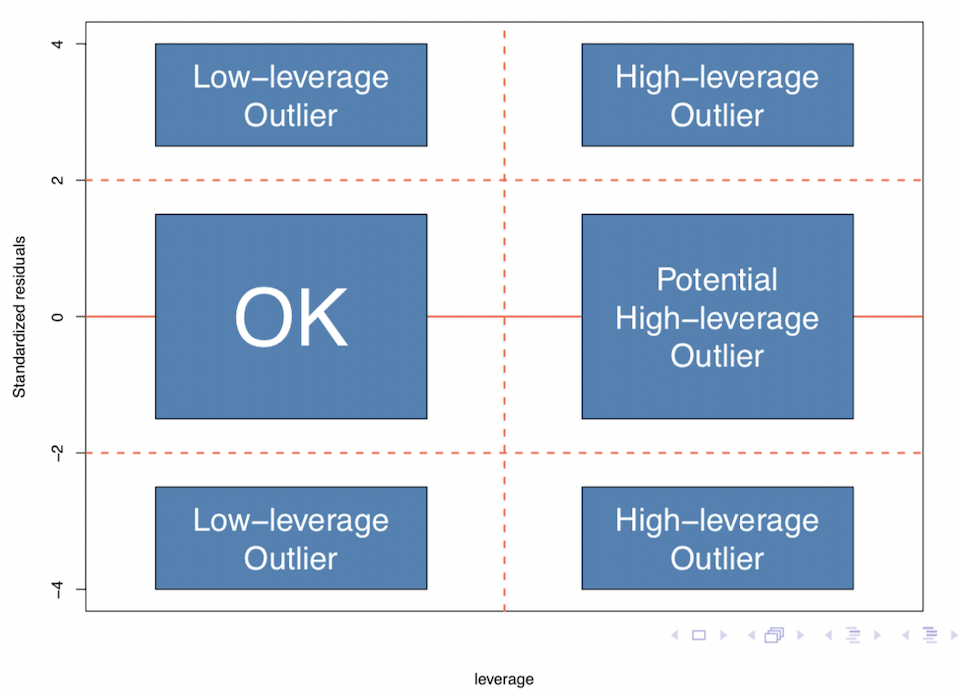 4
Low−leverage
Outlier
High−leverage
Outlier
2
Standardized residuals
0
OK
Potential
High−leverage
Outlier
−2
Low−leverage
Outlier
High−leverage
Outlier
−4
leverage